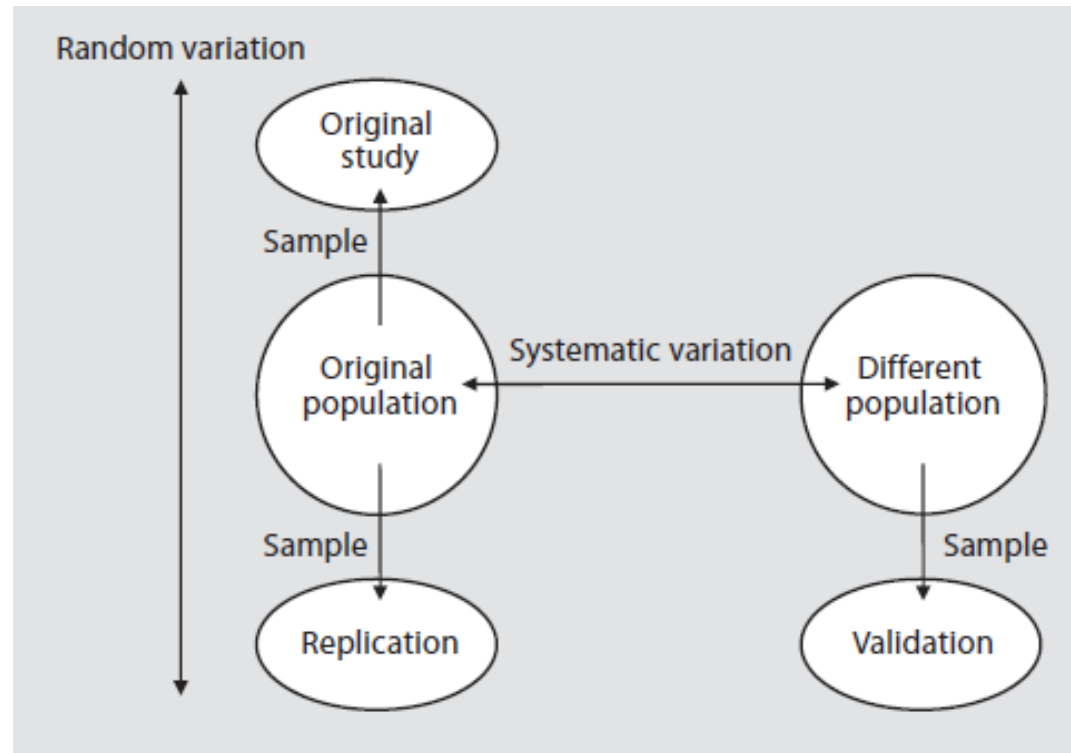 Random variation
Original
study
Sample
Original
population
Systematic variation
Different
population
Sample
Sample
Replication
Validation